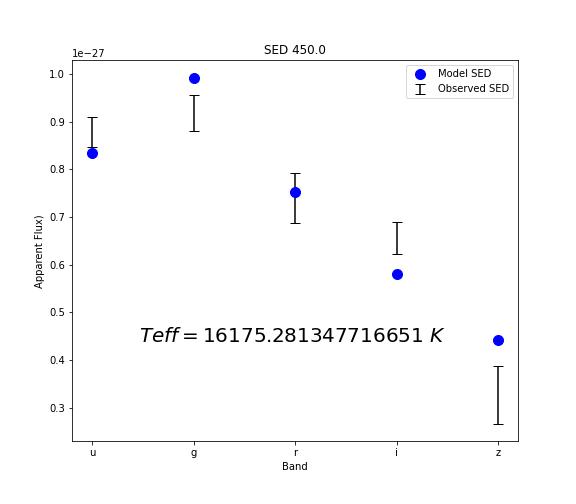 SED 450.0
1e−27
Model SED
Observed SED
1.0
0.9
0.8
0.7
0.6
0.5
0.4
0.3
Apparent Flux)
Teff = 16175.281347716651 K
u g r i z
Band